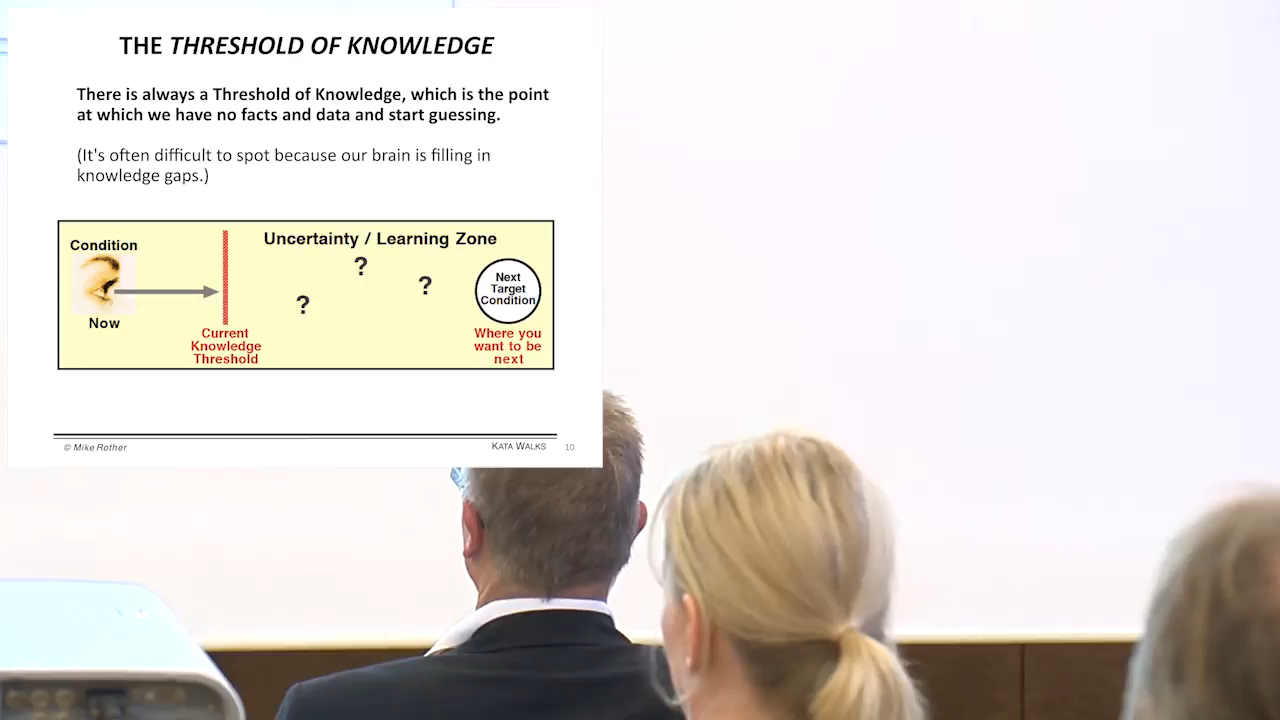 THE THRESHOLD OF KNOWLEDGE
There is always a Threshold of Knowledge, which is the point
at which we have no facts and data and start guessing.
(It's often difficult to spot because our brain is filling in
knowledge gaps.)
Condition
Now
Current
Knowledge
Threshold
Uncertainty / Learning Zone
?
?
?
Next
Target
Condition
Where you
want to be
next
© Mike Rother
KATA WALKS
10